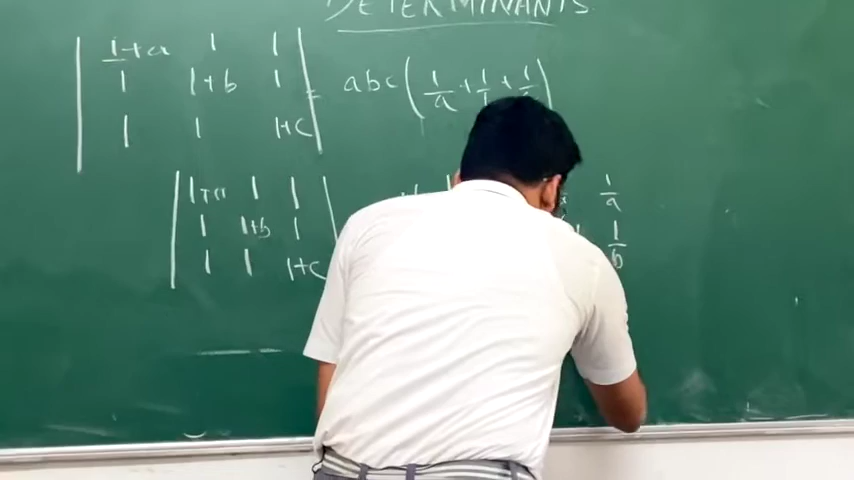 DETERMINANTS
| 1+a 1 1 | = abc ( 1/a + 1/
| 1 1+b 1 |
| 1 1 1+C |
| 1+a 1 1 | 1/a
| 1 1+b 1 | 1/b
| 1 1 1+C